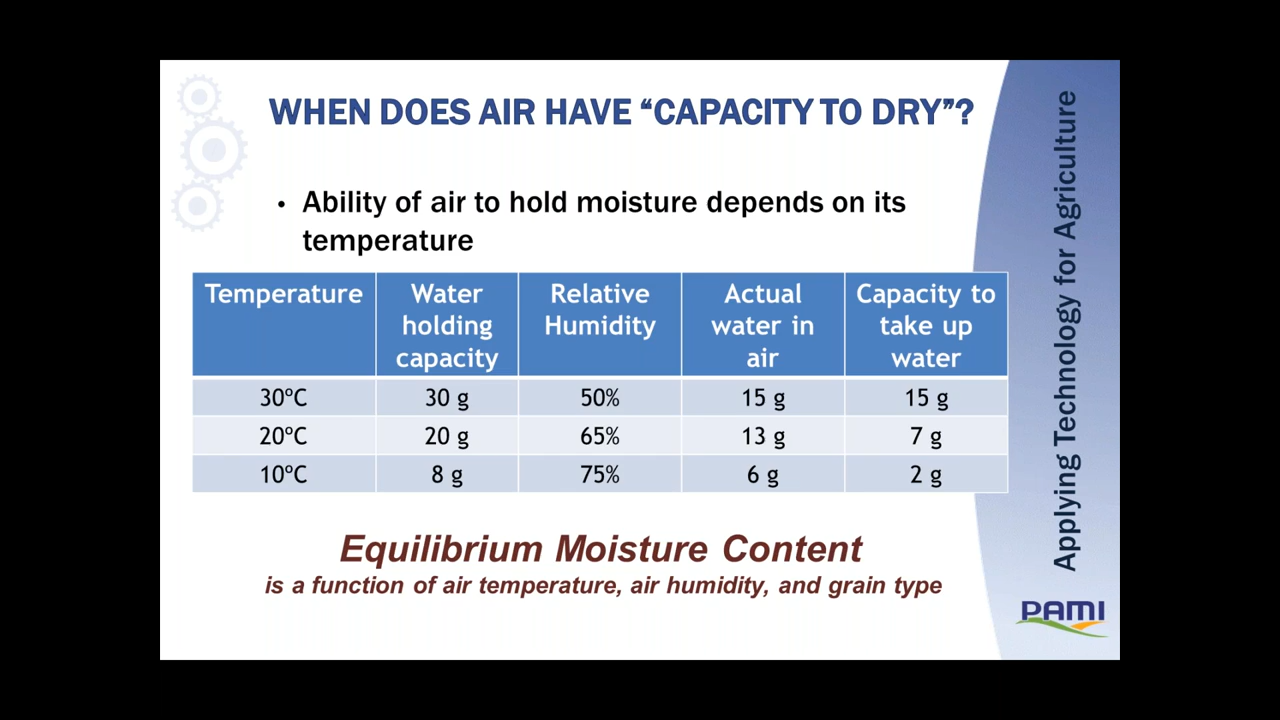 WHEN DOES AIR HAVE “CAPACITY TO DRY”?
• Ability of air to hold moisture depends on its
temperature
Temperature Water holding capacity Relative Humidity Actual water in air Capacity to take up water
30ºC 30 g 50% 15 g 15 g
20ºC 20 g 65% 13 g 7 g
10ºC 8 g 75% 6 g 2 g
Equilibrium Moisture Content
is a function of air temperature, air humidity, and grain type
Applying Technology for Agriculture
PAMI